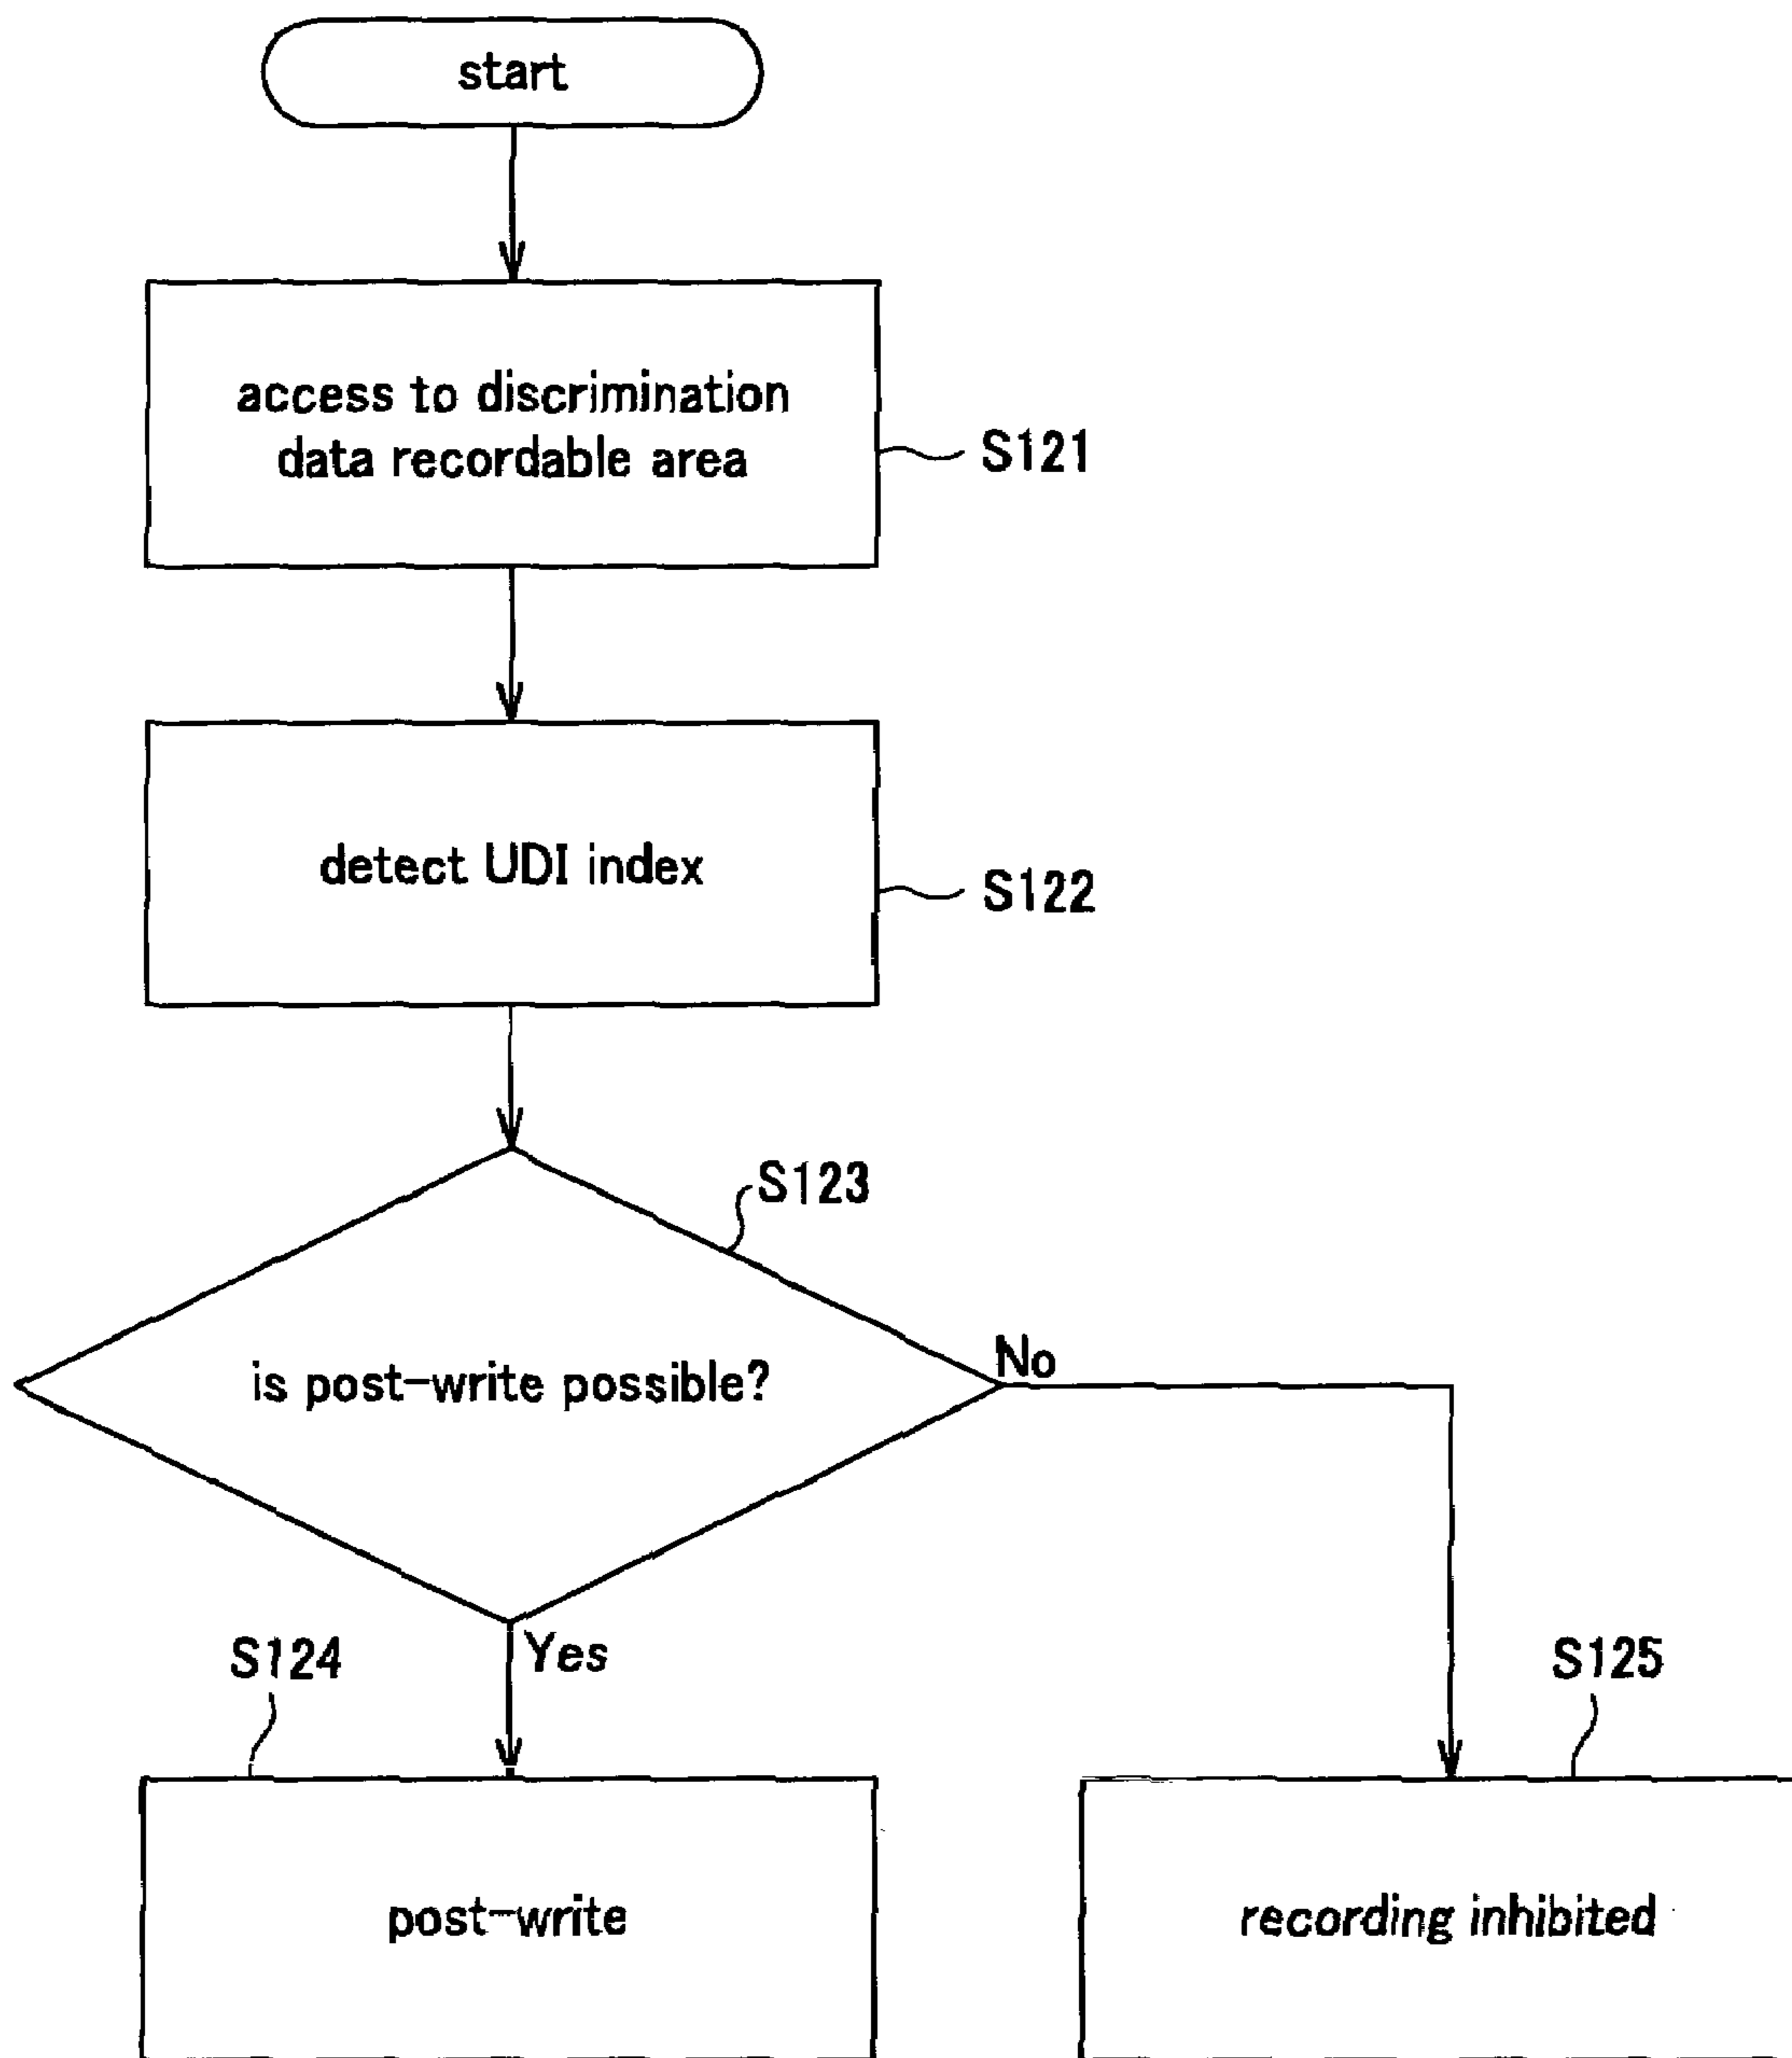 start
access to discrimination
data recordable area
S121
detect UDI index
S122
S123
is post-write possible?
No
Yes
S124
S125
post-write
recording inhibited